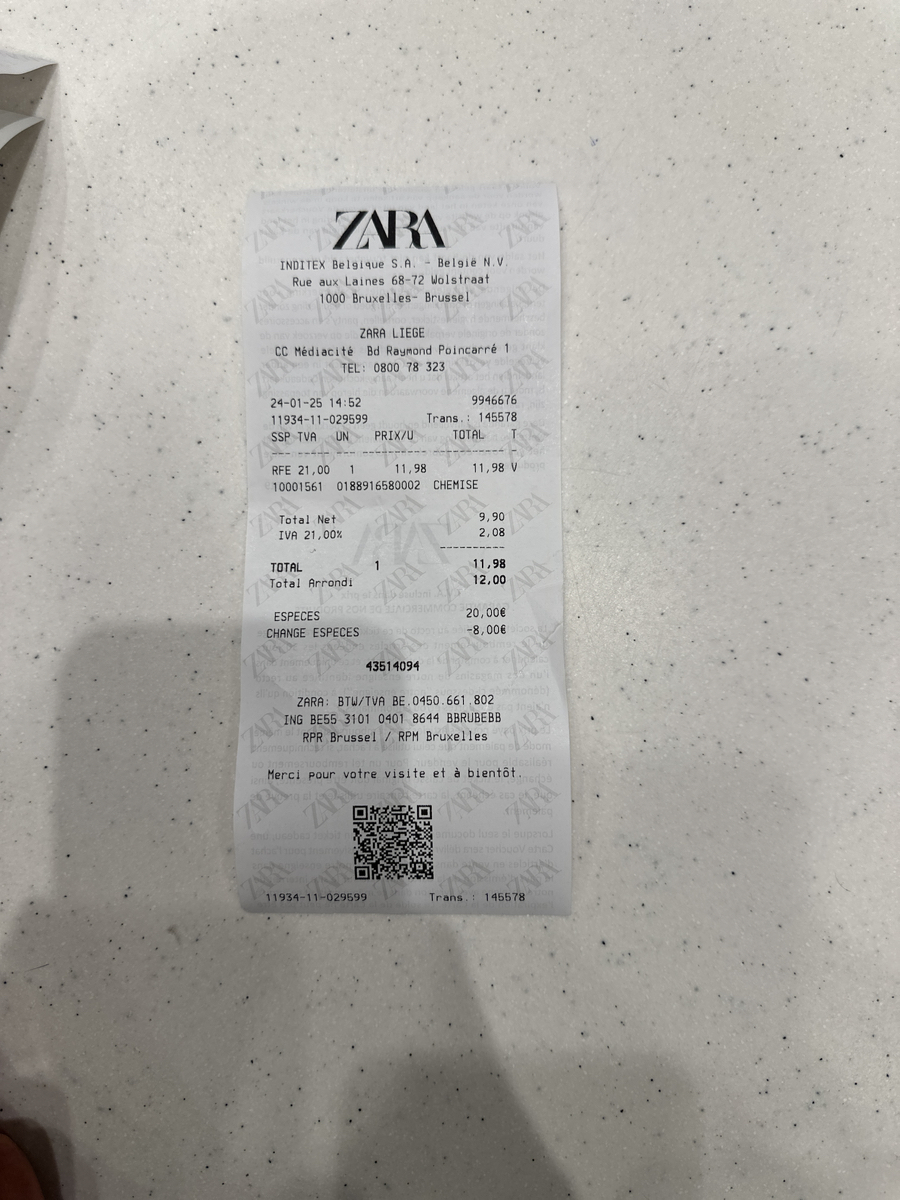 ZARA
INDITEX Belgique S.A. - België N.V.
Rue aux Laines 68-72 Wolstraat
1000 Bruxelles- Brussel
ZARA LIEGE
CC Médiacité Bd Raymond Poincarré 1
TEL: 0800 78 323
24-01-25 14:52 9946676
11934-11-029599 Trans.: 145578
SSP TVA UN PRIX/U TOTAL T
--- ---- --- ---------- ----------- -
RFE 21,00 1 11,98 11,98 V
10001561 0188916580002 CHEMISE
Total Net 9,90
IVA 21,00% 2,08
----------
TOTAL 1 11,98
Total Arrondi 12,00
ESPECES 20,00€
CHANGE ESPECES -8,00€
43514094
ZARA: BTW/TVA BE.0450.661.802
ING BE55 3101 0401 8644 BBRUBEBB
RPR Brussel / RPM Bruxelles
Merci pour votre visite et à bientôt.
11934-11-029599 Trans.: 145578